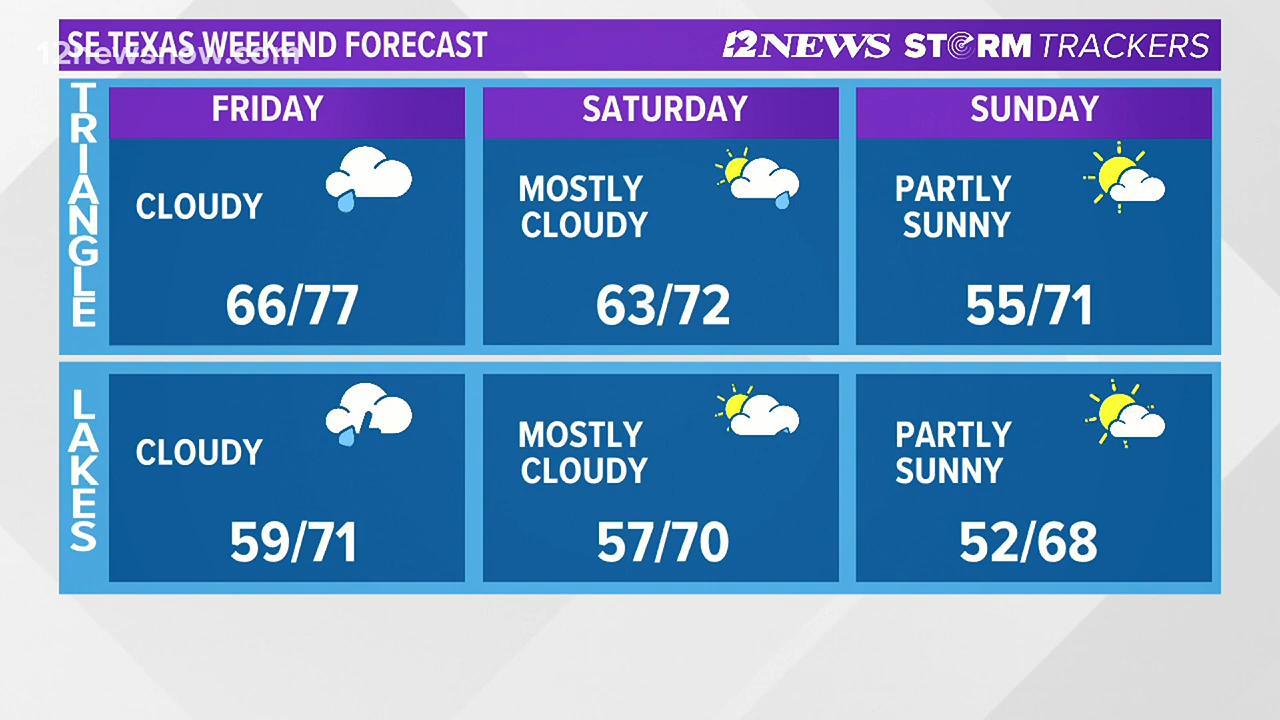 SE TEXAS WEEKEND FORECAST
12newsnow.com
12NEWS STORM TRACKERS
TRIANGLE
FRIDAY
CLOUDY
66/77
SATURDAY
MOSTLY
CLOUDY
63/72
SUNDAY
PARTLY
SUNNY
55/71
LAKES
CLOUDY
59/71
MOSTLY
CLOUDY
57/70
PARTLY
SUNNY
52/68